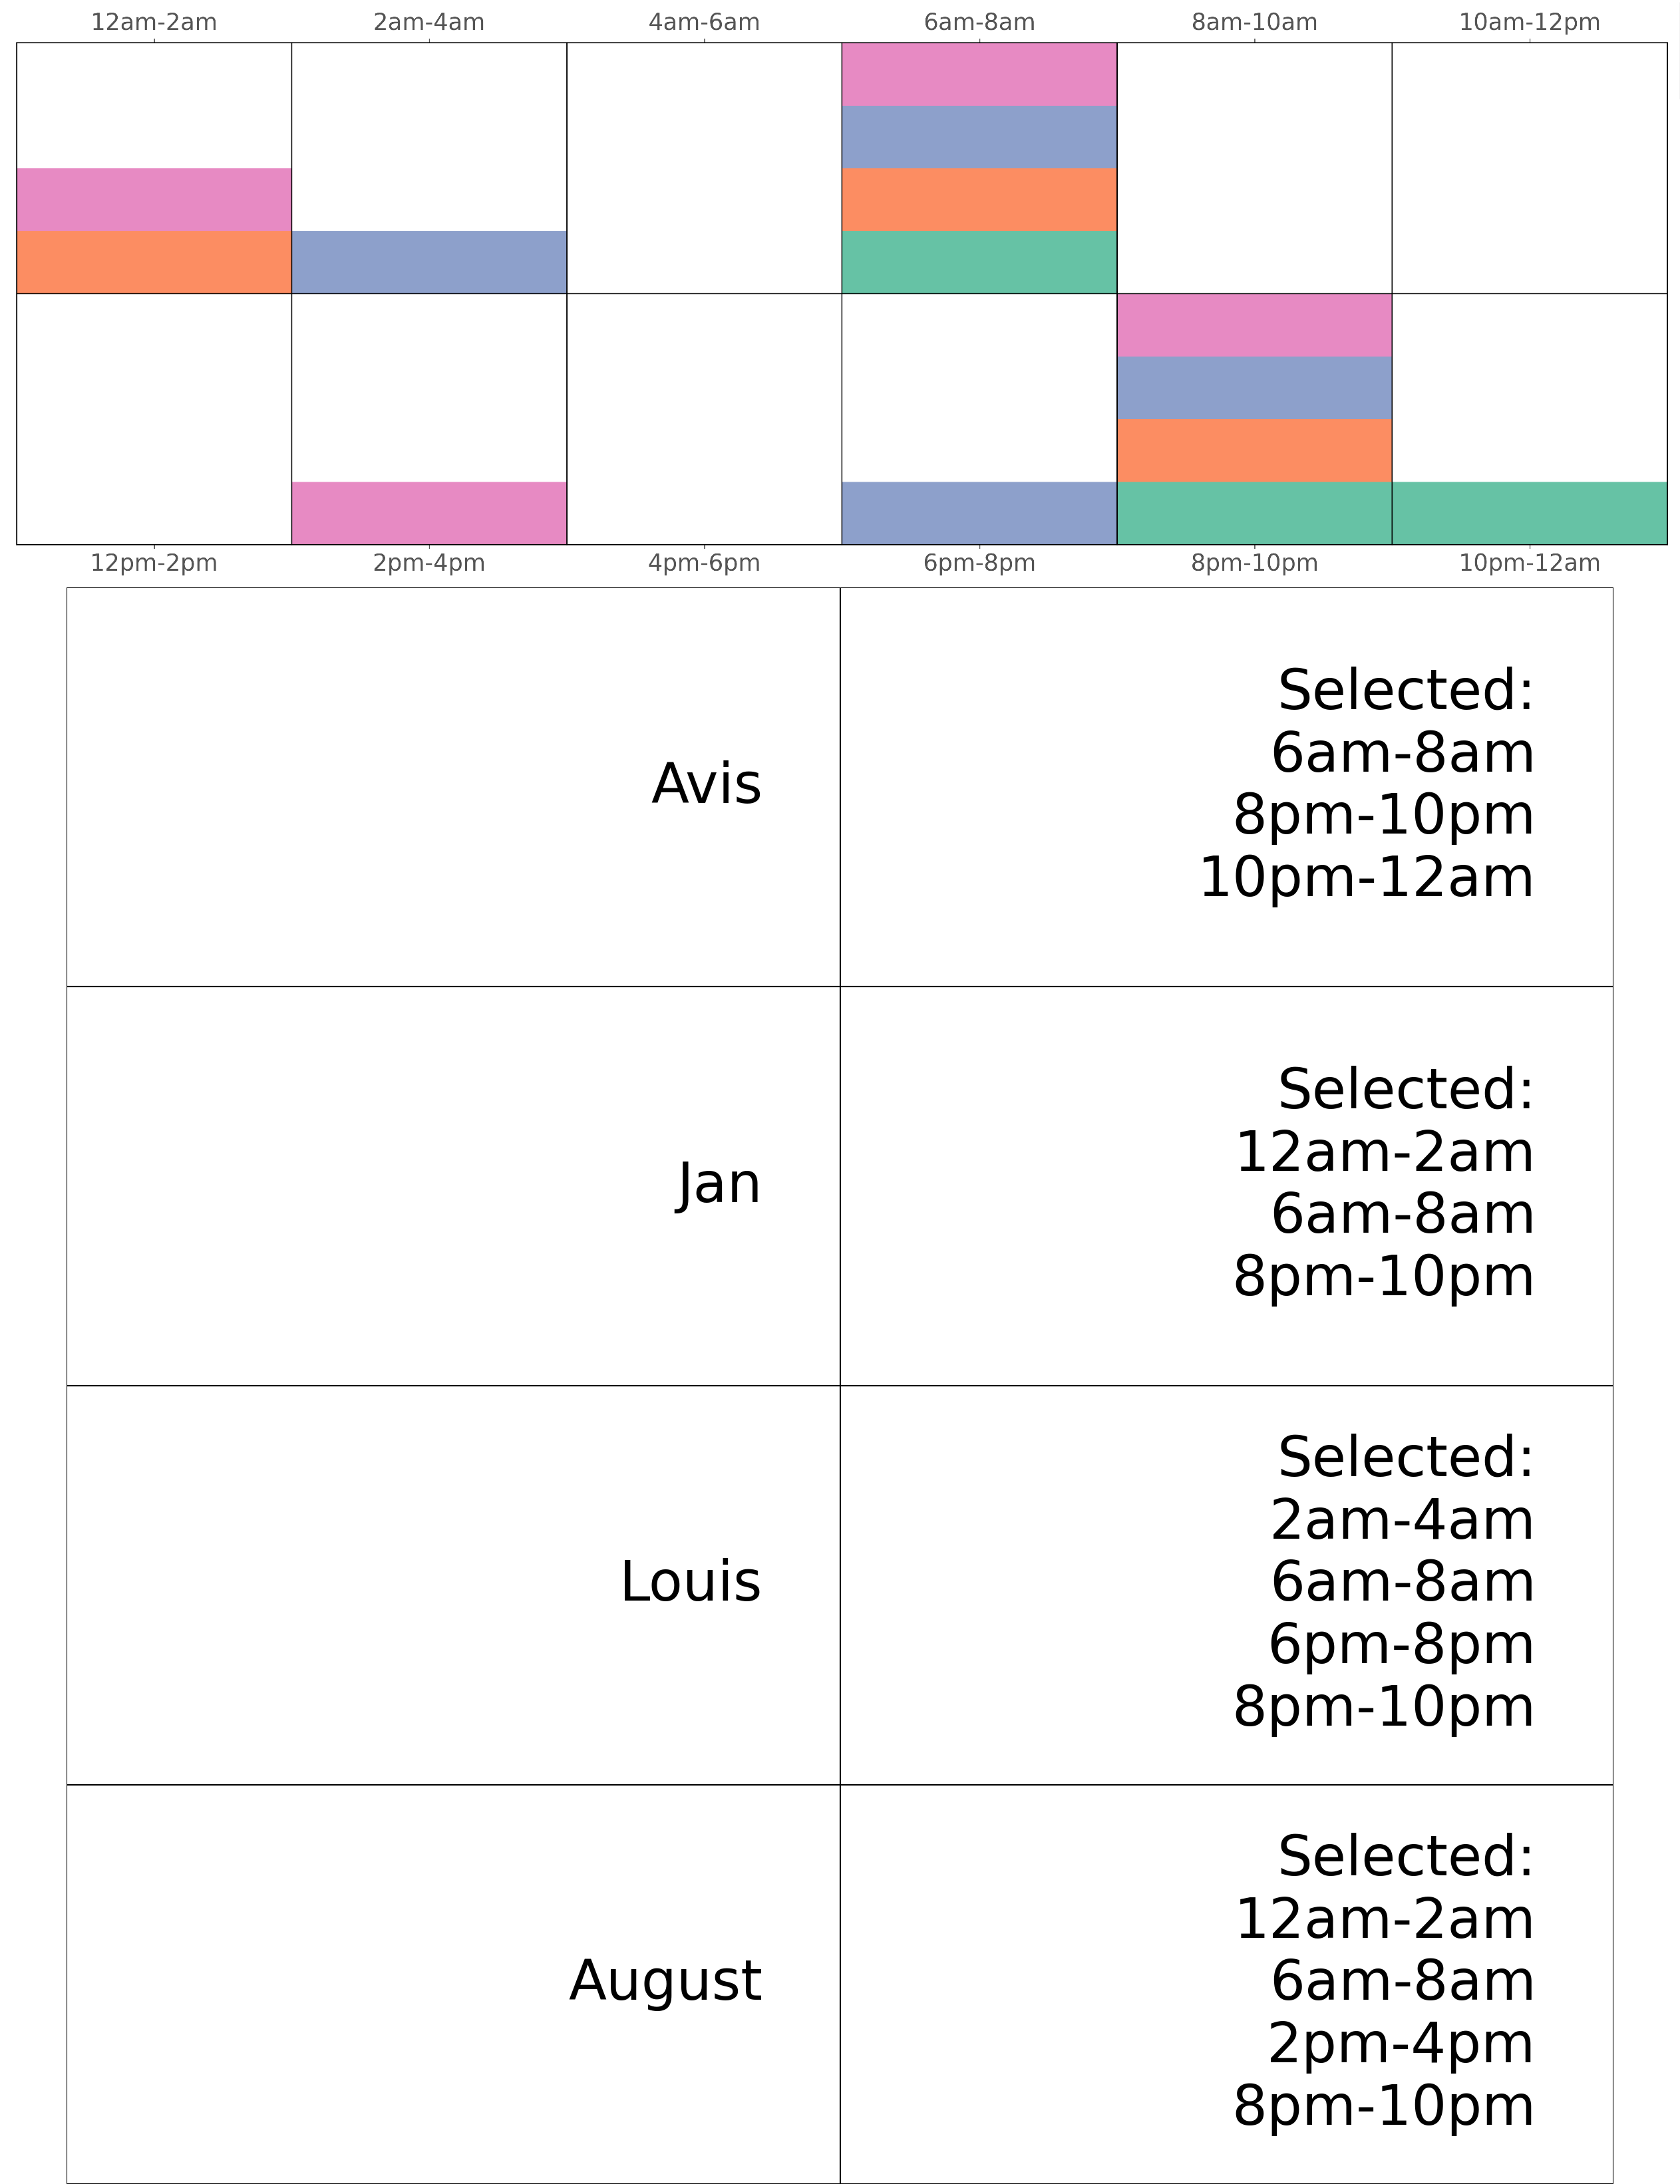 12am-2am 2am-4am 4am-6am 6am-8am 8am-10am 10am-12pm
12pm-2pm 2pm-4pm 4pm-6pm 6pm-8pm 8pm-10pm 10pm-12am
Avis
Selected:
6am-8am
8pm-10pm
10pm-12am
Jan
Selected:
12am-2am
6am-8am
8pm-10pm
Louis
Selected:
2am-4am
6am-8am
6pm-8pm
8pm-10pm
August
Selected:
12am-2am
6am-8am
2pm-4pm
8pm-10pm